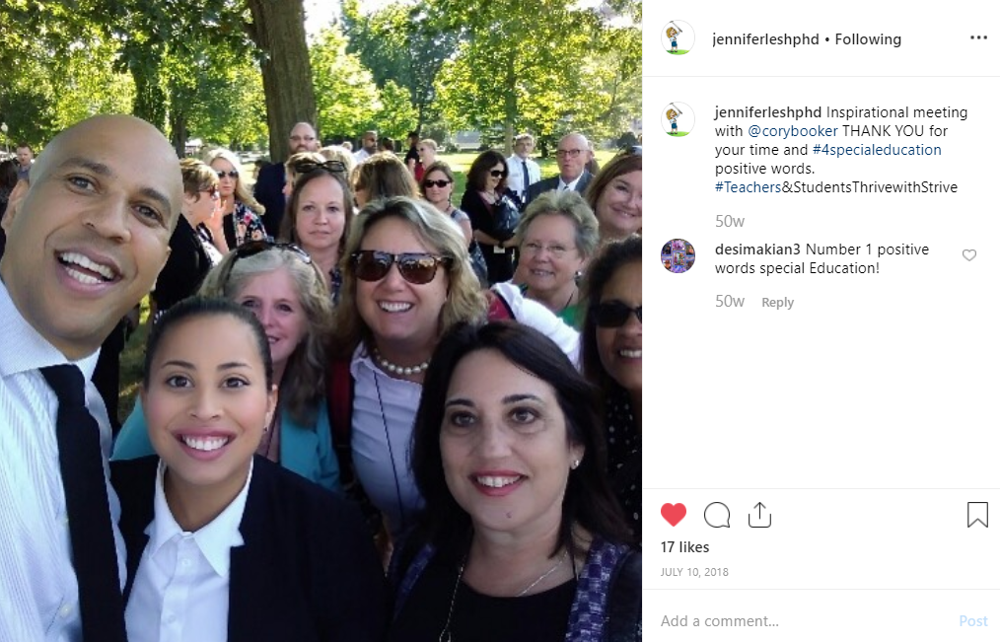 jenniferleshphd • Following
jenniferleshphd Inspirational meeting
with @corybooker THANK YOU for
your time and #4specialeducation
positive words.
#Teachers&StudentsThrivewithStrive
50w
desimakian3 Number 1 positive
words special Education!
50w Reply
17 likes
JULY 10, 2018
Add a comment... Post